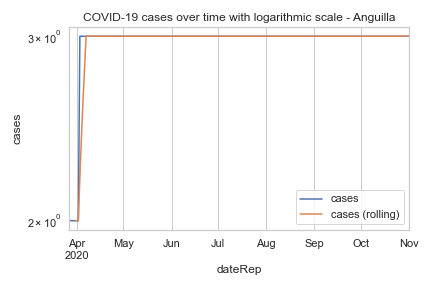 COVID-19 cases over time with logarithmic scale - Anguilla
3 × 10⁰
cases
2 × 10⁰
cases
cases (rolling)
Apr May Jun Jul Aug Sep Oct Nov
2020
dateRep